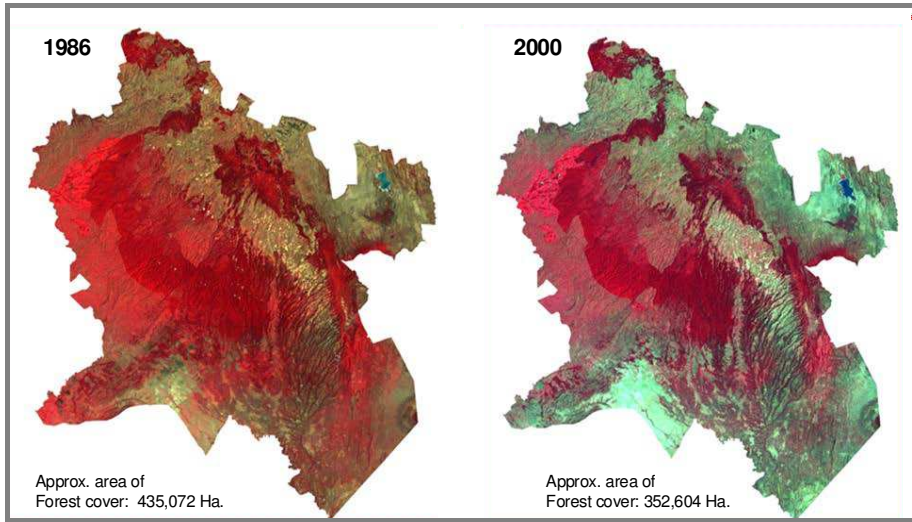 1986
2000
Approx. area of
Forest cover: 435,072 Ha.
Approx. area of
Forest cover: 352,604 Ha.